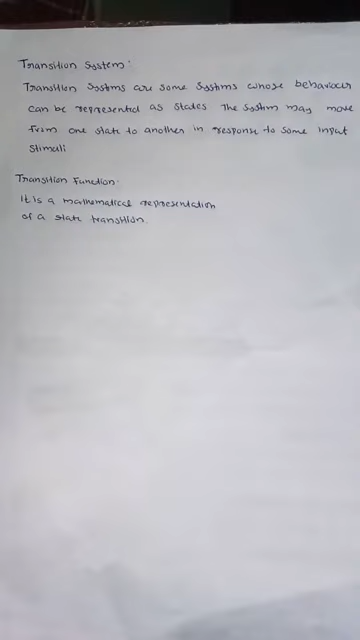 Transition System:
Transition Systems are some Systems whose behaviour
can be represented as states The System may move
from one state to another in response to some input
stimuli
Transition Function:
It is a mathematical representation
of a state transition.